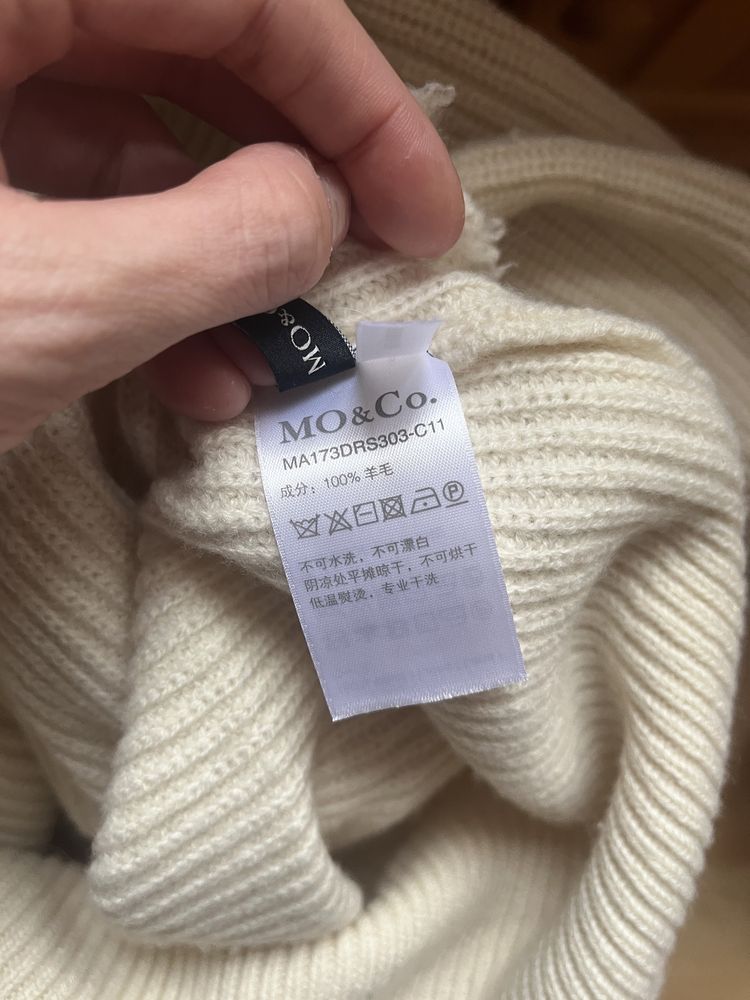 MO&
MO&Co.
MA173DRS303-C11
成分：100% 羊毛
P
不可水洗，不可漂白
阴凉处平摊晾干，不可烘干
低温熨烫，专业干洗